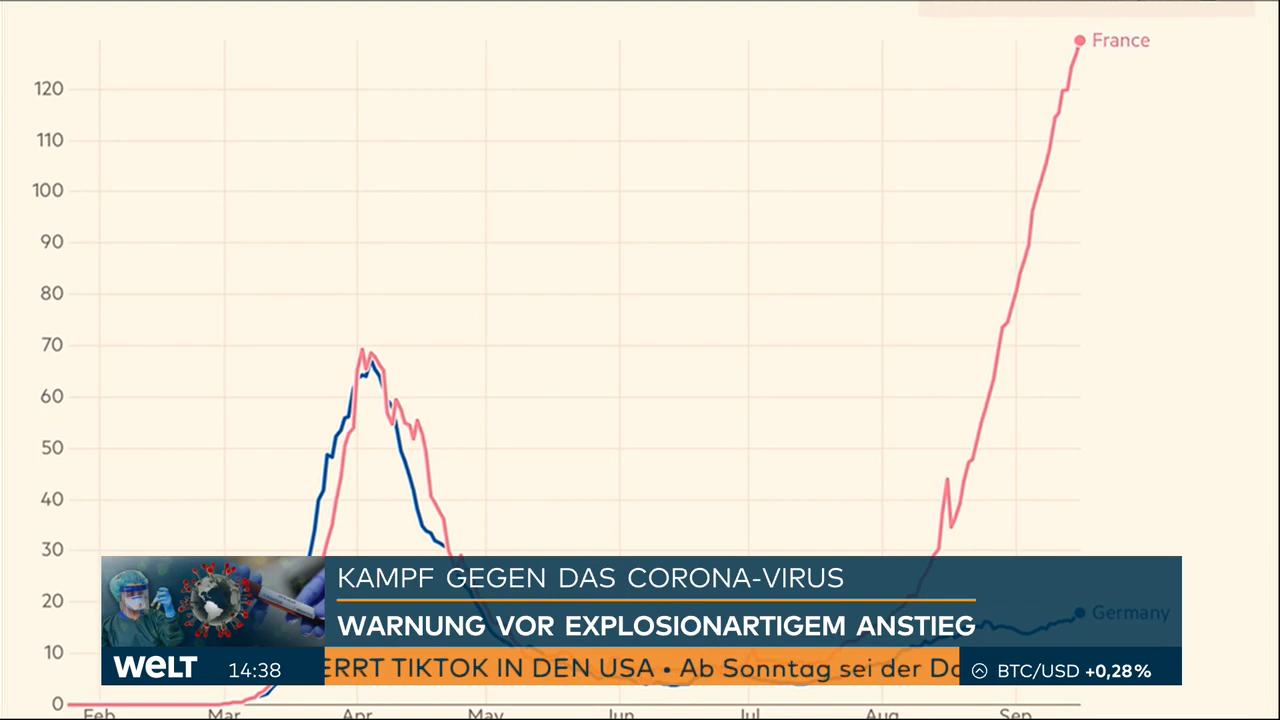 France
120
110
100
90
80
70
60
50
40
30
20
10
0
Germany
Feb
Mar
Apr
May
Jun
Jul
Aug
Sep
KAMPF GEGEN DAS CORONA-VIRUS
WARNUNG VOR EXPLOSIONARTIGEM ANSTIEG
WELT 14:38 ERRT TIKTOK IN DEN USA • Ab Sonntag sei der Do BTC/USD +0,28%